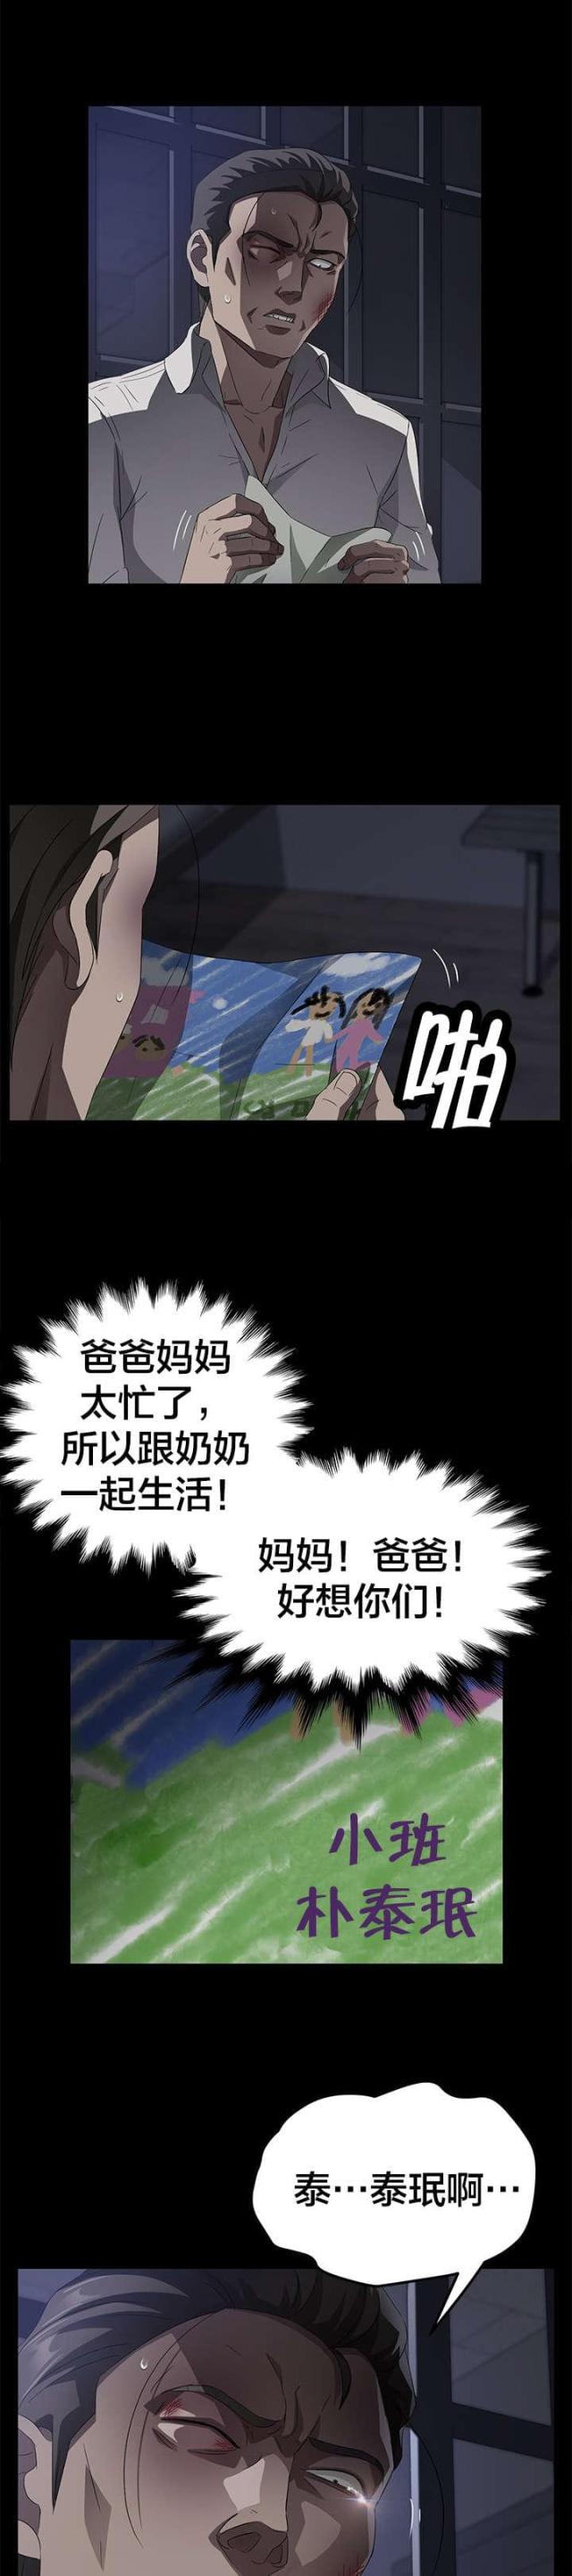 啪
爸爸妈妈
太忙了，
所以跟奶奶
一起生活！
妈妈！爸爸！
好想你们！
小班
朴泰珉
泰…泰珉啊…